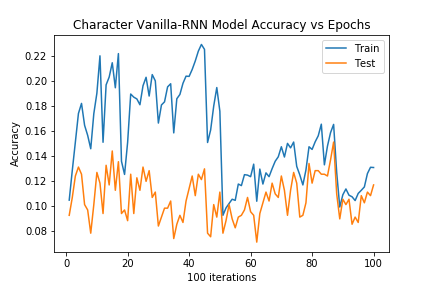 Character Vanilla-RNN Model Accuracy vs Epochs
Train
Test
0.22
0.20
0.18
0.16
0.14
0.12
0.10
0.08
Accuracy
0
20
40
60
80
100
100 iterations